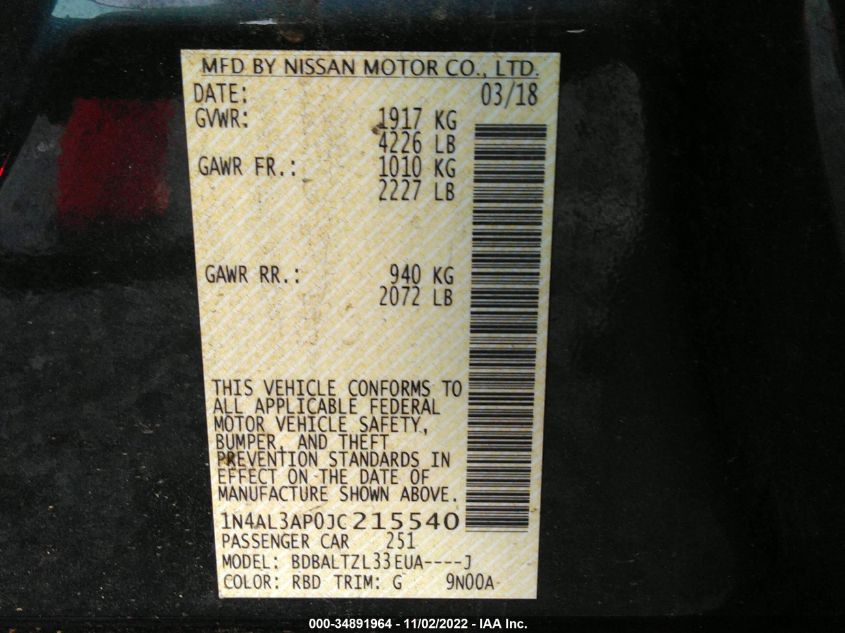 MFD BY NISSAN MOTOR CO., LTD.
DATE: 03/18
GVWR: 1917 KG
4226 LB
GAWR FR.: 1010 KG
2227 LB
GAWR RR.: 940 KG
2072 LB
THIS VEHICLE CONFORMS TO
ALL APPLICABLE FEDERAL
MOTOR VEHICLE SAFETY,
BUMPER, AND THEFT
PREVENTION STANDARDS IN
EFFECT ON THE DATE OF
MANUFACTURE SHOWN ABOVE.
1N4AL3AP0JC215540
PASSENGER CAR 251
MODEL: BDBALTZL33EUA----J
COLOR: RBD TRIM: G 9N00A
000-34891964 - 11/02/2022 - IAA Inc.